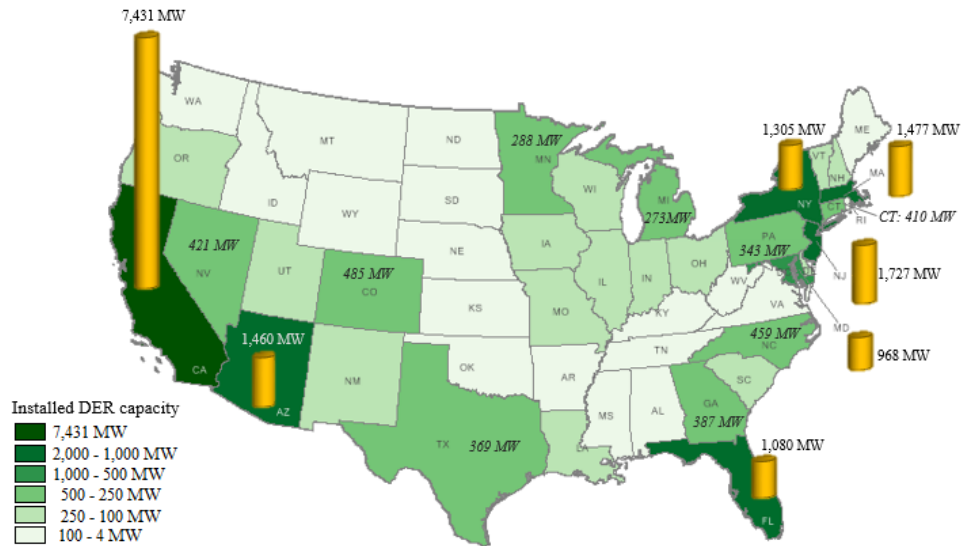 7,431 MW
WA
MT
ND
288 MW
MN
1,305 MW
1,477 MW
ME
VT
NH
MA
OR
ID
SD
WI
MI
273MW
NY
CT
RI
CT: 410 MW
WY
421 MW
NV
NE
IA
PA
343 MW
UT
485 MW
CO
IL
IN
OH
NJ
1,727 MW
WV
VA
KS
MO
KY
MD
459 MW
NC
968 MW
1,460 MW
CA
AZ
NM
OK
AR
TN
SC
GA
387 MW
MS
AL
TX
369 MW
LA
1,080 MW
FL
Installed DER capacity
7,431 MW
2,000 - 1,000 MW
1,000 - 500 MW
500 - 250 MW
250 - 100 MW
100 - 4 MW